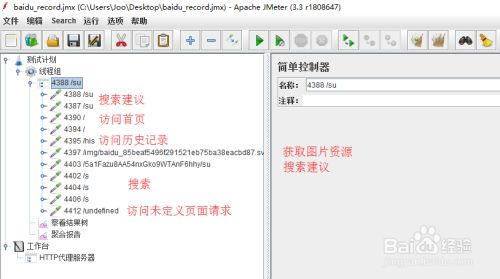 baidu_record.jmx (C:\Users\Joo\Desktop\baidu_record.jmx) - Apache JMeter (3.3 r1808647)
文件 编辑 Search 运行 选项 帮助
测试计划
线程组
4388 /su
4388 /su
搜索建议
4387 /su
4390 /
访问首页
4394 /
4395 /his
访问历史记录
4397 /img/baidu_85beaf5496f291521eb75ba38eacbd87.sv
4403 /5a1Fazu8AA54nxGko9WTAnF6hhy/su
4402 /s
搜索
4404 /s
4406 /s
4412 /undefined
访问未定义页面请求
察看结果树
聚合报告
工作台
HTTP代理服务器
简单控制器
名称: 4388 /su
注释:
获取图片资源
搜索建议
Baidu 经验
jingyan.baidu.com